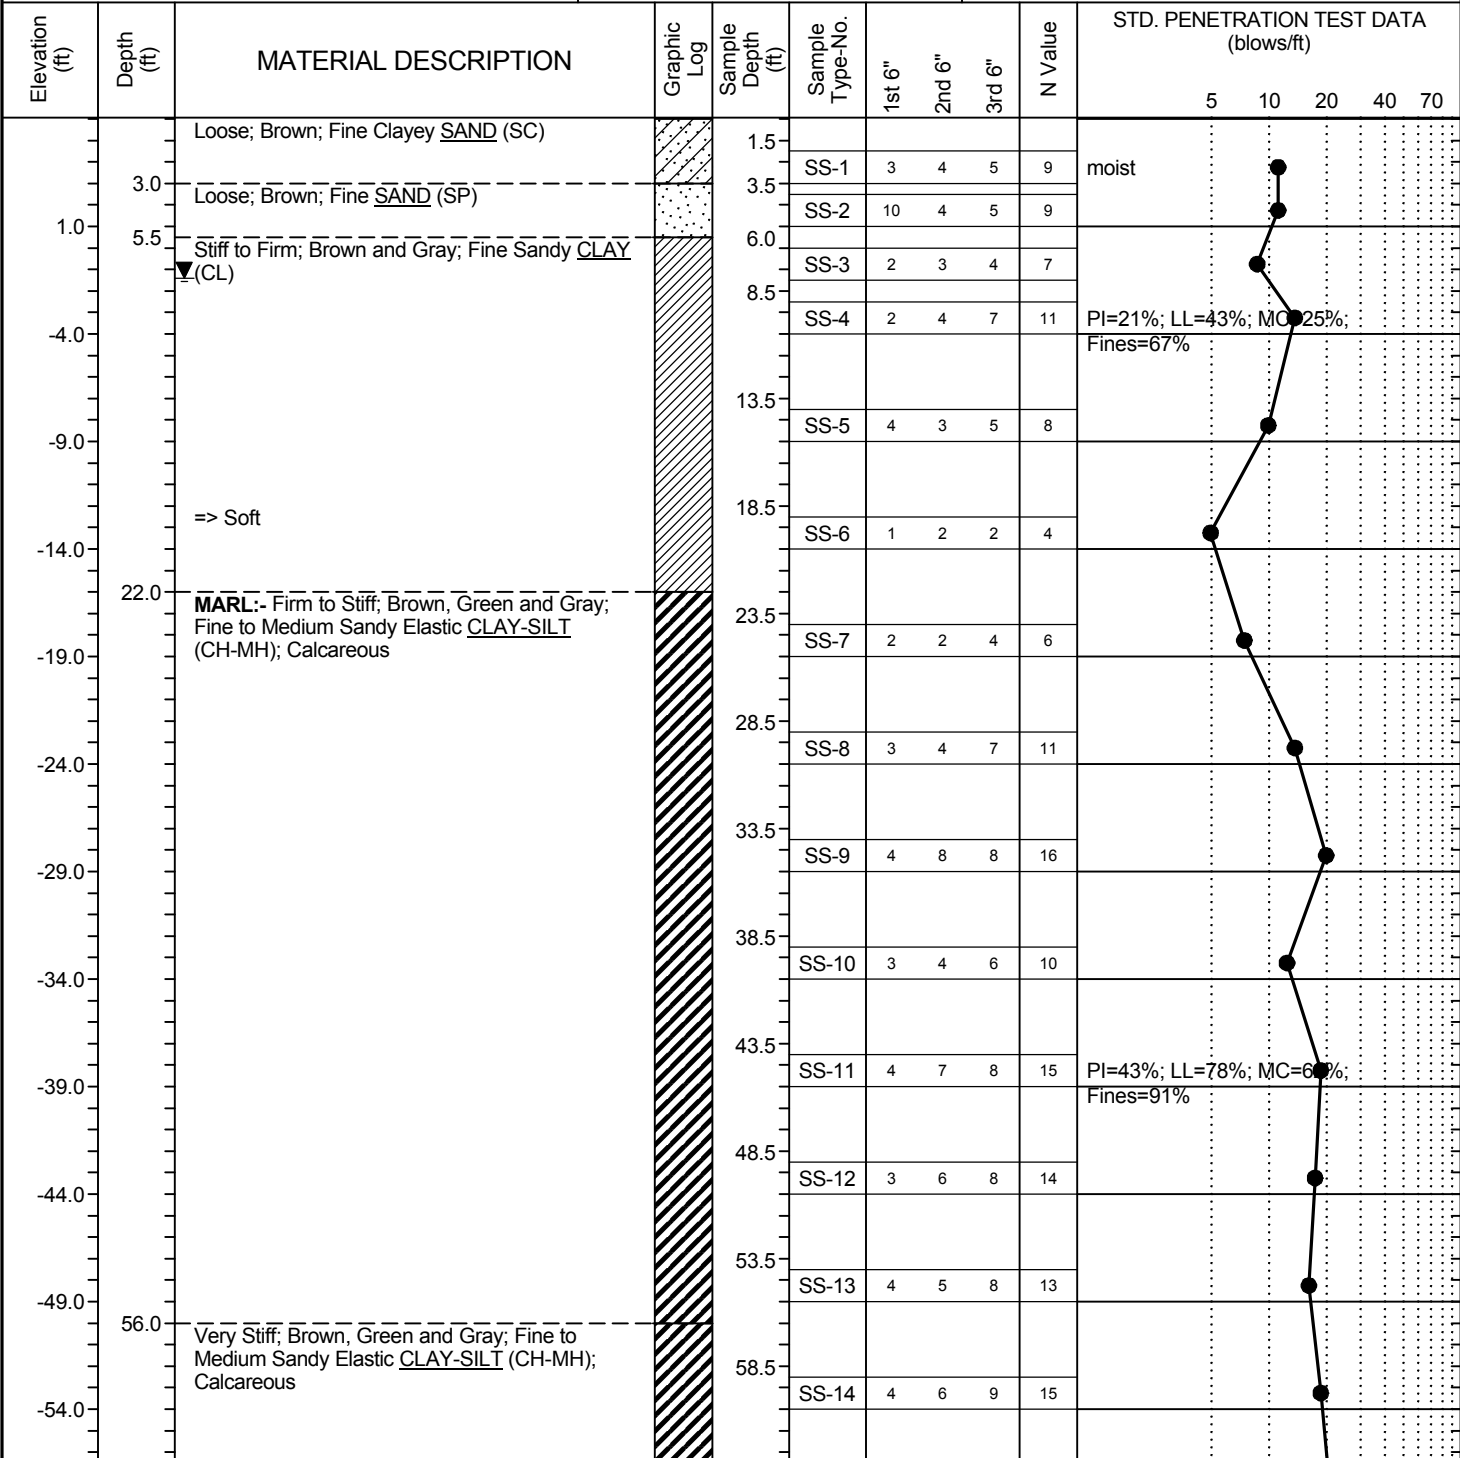 Elevation (ft)
Depth (ft)
MATERIAL DESCRIPTION
Graphic Log
Sample Depth (ft)
Sample Type-No.
1st 6"
2nd 6"
3rd 6"
N Value
STD. PENETRATION TEST DATA
(blows/ft)
5 10 20 40 70
Loose; Brown; Fine Clayey SAND (SC)
1.5
SS-1 3 4 5 9 moist
3.0
3.5
Loose; Brown; Fine SAND (SP)
SS-2 10 4 5 9
1.0
5.5
6.0
Stiff to Firm; Brown and Gray; Fine Sandy CLAY
(CL)
SS-3 2 3 4 7
8.5
SS-4 2 4 7 11 PI=21%; LL=43%; MC=25%;
-4.0
Fines=67%
13.5
SS-5 4 3 5 8
-9.0
18.5
=> Soft
SS-6 1 2 2 4
-14.0
22.0
MARL:- Firm to Stiff; Brown, Green and Gray;
Fine to Medium Sandy Elastic CLAY-SILT
(CH-MH); Calcareous
23.5
SS-7 2 2 4 6
-19.0
28.5
SS-8 3 4 7 11
-24.0
33.5
SS-9 4 8 8 16
-29.0
38.5
SS-10 3 4 6 10
-34.0
43.5
SS-11 4 7 8 15 PI=43%; LL=78%;
-39.0
Fines=91%
48.5
SS-12 3 6 8 14
-44.0
53.5
SS-13 4 5 8 13
-49.0
56.0
Very Stiff; Brown, Green and Gray; Fine to
Medium Sandy Elastic CLAY-SILT (CH-MH);
Calcareous
58.5
SS-14 4 6 9 15
-54.0